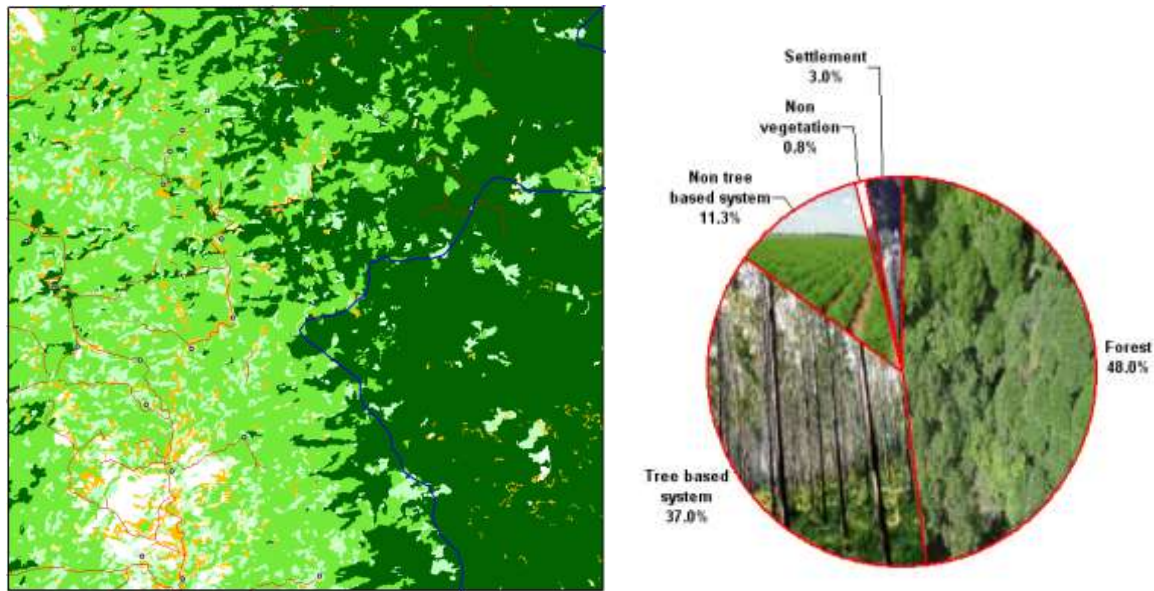 Settlement
3.0%
Non
vegetation
0.8%
Non tree
based system
11.3%
Forest
48.0%
Tree based
system
37.0%